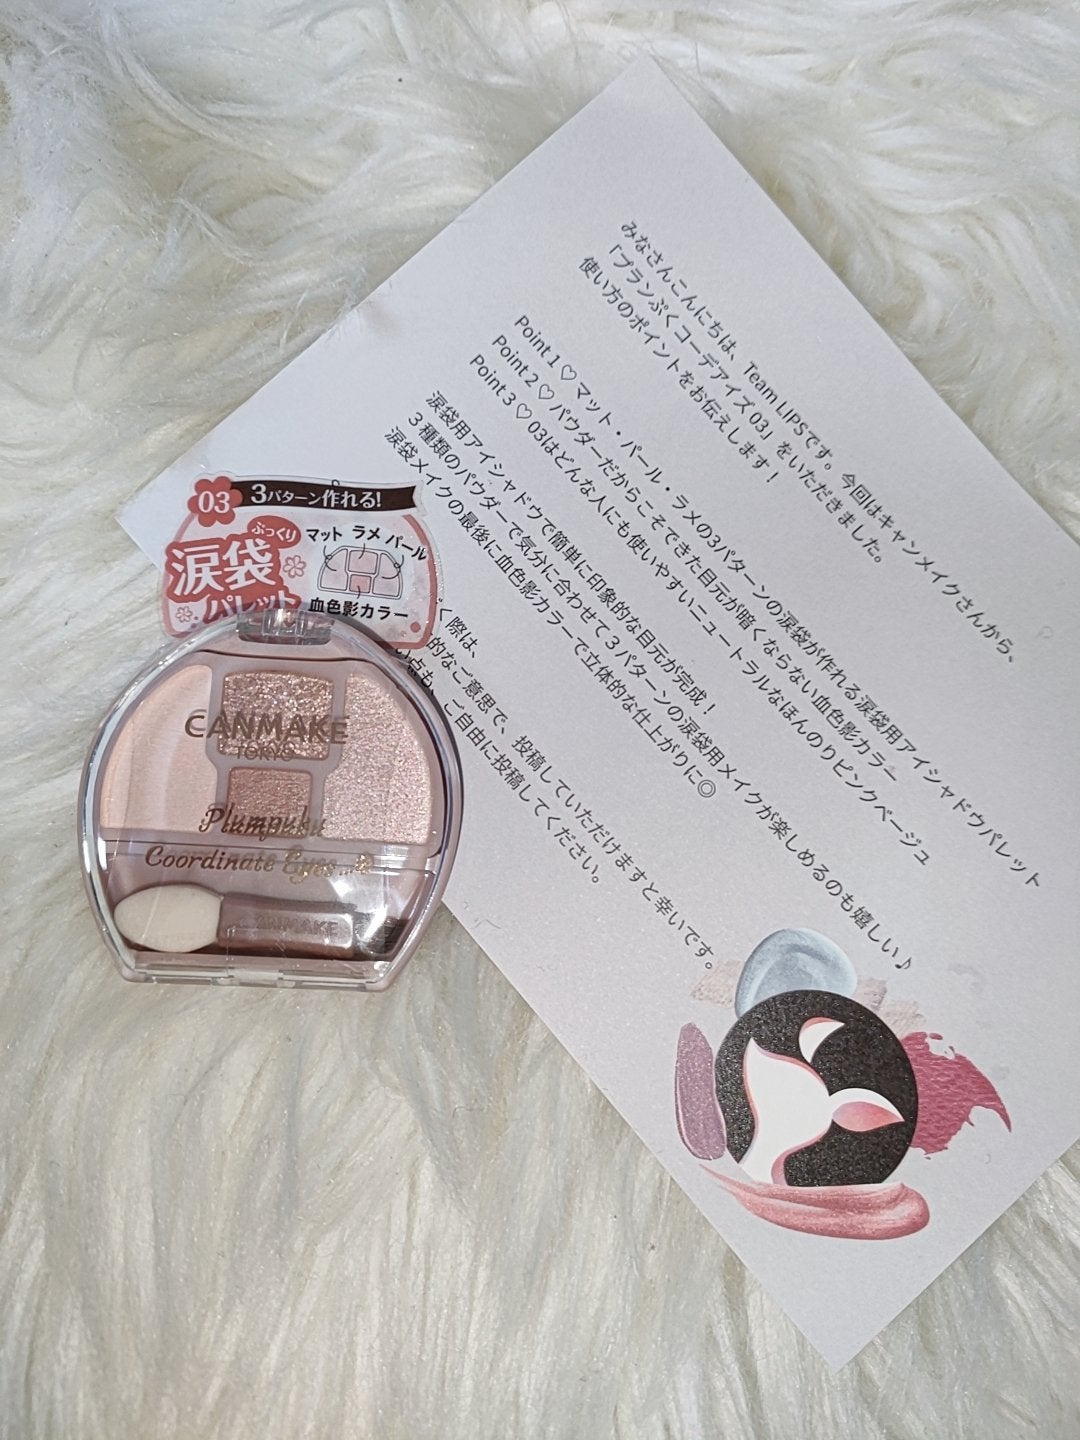 みなさんこんにちは、Team LIPSです。今回はキャンメイクさんから、
「プランぷくコーデアイズ 03」をいただきました。
使い方のポイントをお伝えします！
Point 1 ♡ マット・パール・ラメの3パターンの涙袋が作れる涙袋用アイシャドウパレット
Point 2 ♡ パウダーだからこそできた目元が暗くならない血色影カラー
Point 3 ♡ 03はどんな人にも使いやすいニュートラルなほんのりピンクベージュ
涙袋用アイシャドウで簡単に印象的な目元が完成！
３種類のパウダーで気分に合わせて３パターンの涙袋用メイクが楽しめるのも嬉しい♪
涙袋メイクの最後に血色影カラーで立体的な仕上がりに◎
く際は、
的なご意思で、投稿していただけますと幸いです。
い点も、ご自由に投稿してください。
03
3パターン作れる!
ぷっくり
涙袋
パレット
マット ラメ パール
血色影カラー
CANMAKE
TOKYO
Plumpuku
Coordinate Eyes
CANMAKE